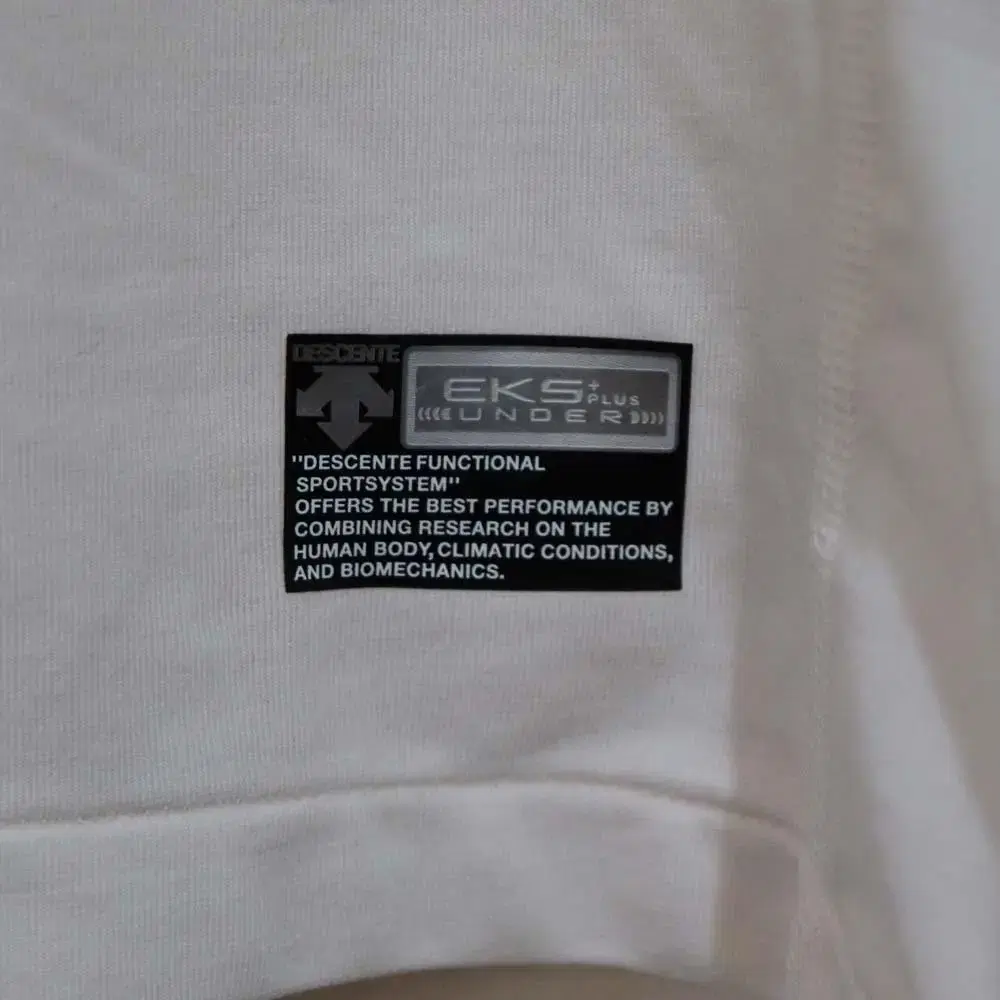 DESCENTE
EKS+ PLUS
UNDER
"DESCENTE FUNCTIONAL
SPORTSYSTEM"
OFFERS THE BEST PERFORMANCE BY
COMBINING RESEARCH ON THE
HUMAN BODY, CLIMATIC CONDITIONS,
AND BIOMECHANICS.